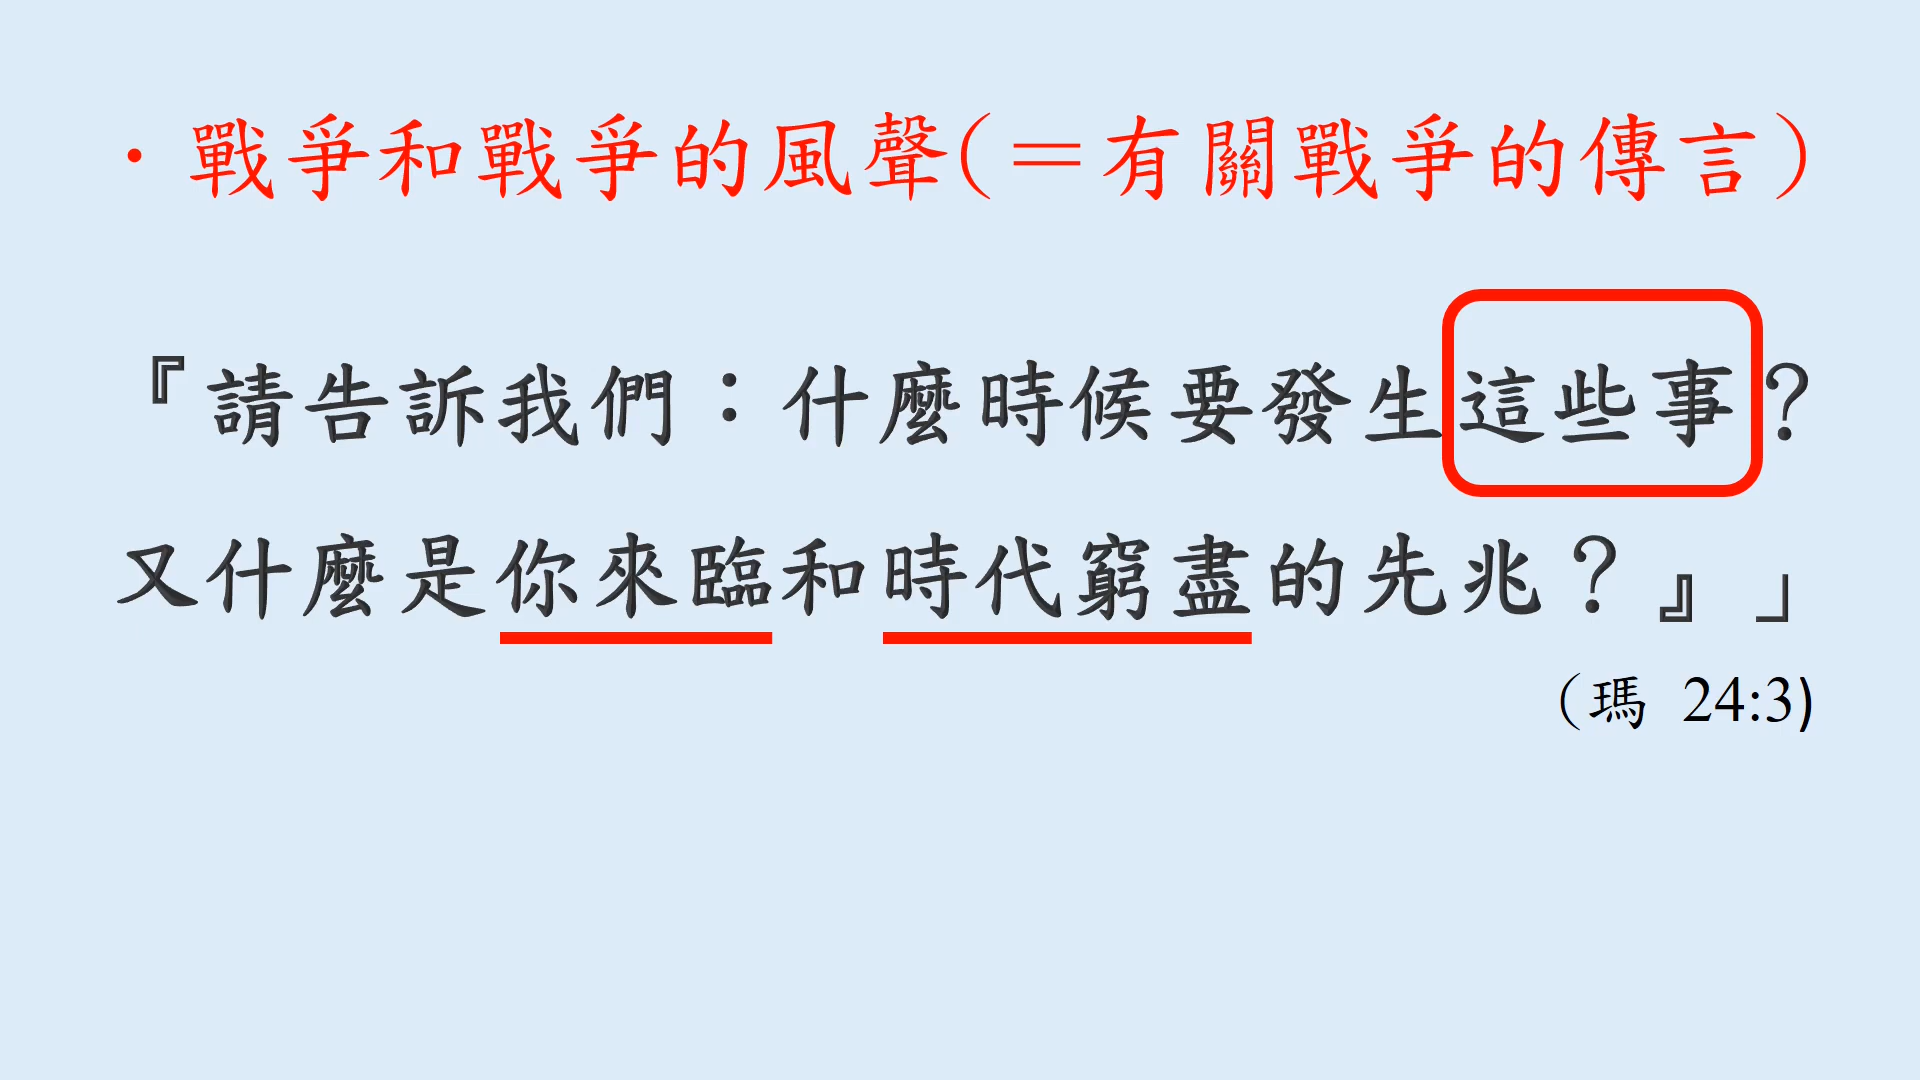 ·戰爭和戰爭的風聲(＝有關戰爭的傳言)
『請告訴我們：什麼時候要發生這些事？
又什麼是你來臨和時代窮盡的先兆？』」
(瑪 24:3)